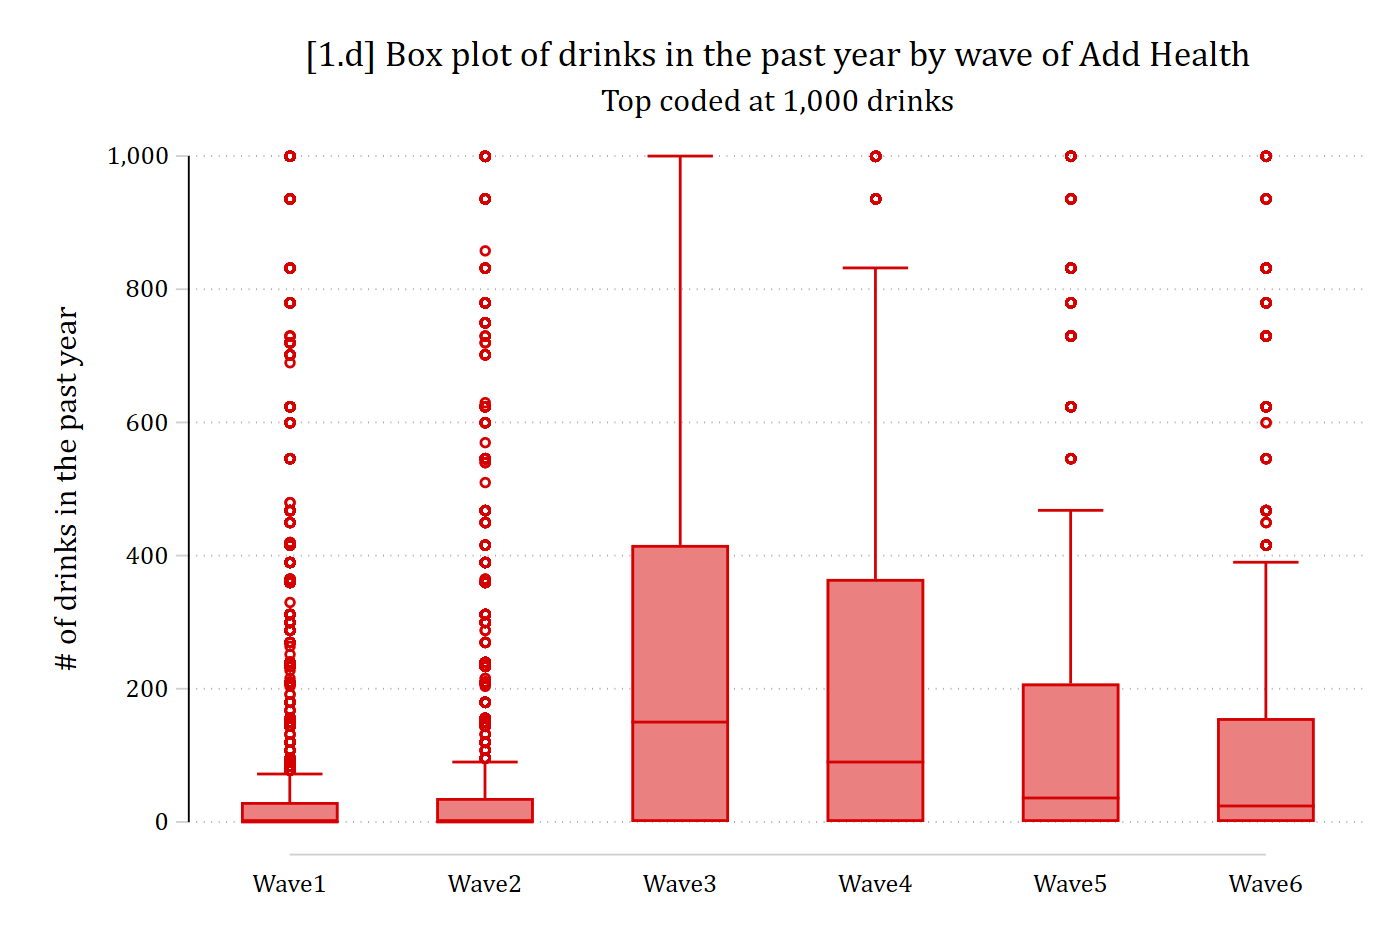 [1.d] Box plot of drinks in the past year by wave of Add Health
Top coded at 1,000 drinks
# of drinks in the past year
1,000
800
600
400
200
0
Wave1 Wave2 Wave3 Wave4 Wave5 Wave6